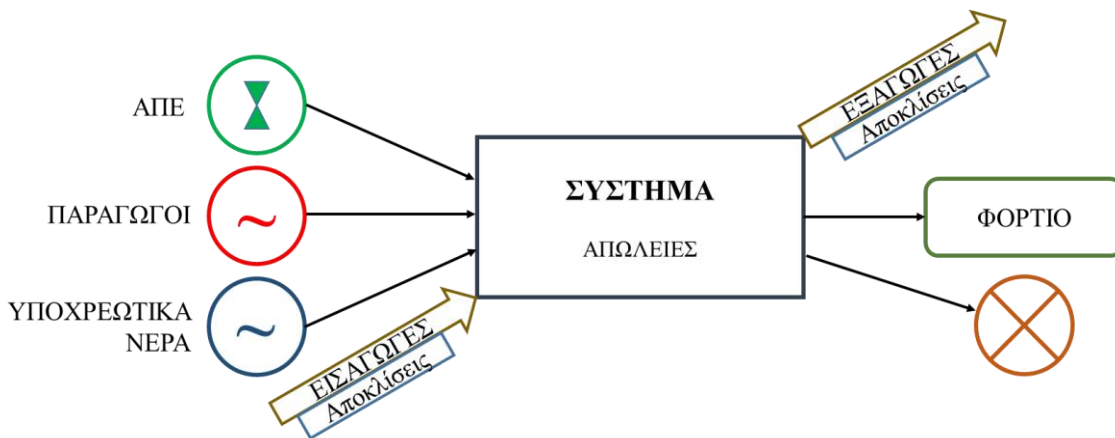 ΑΠΕ
ΠΑΡΑΓΩΓΟΙ
ΥΠΟΧΡΕΩΤΙΚΑ
ΝΕΡΑ
ΕΙΣΑΓΩΓΕΣ
Αποκλίσεις
ΣΥΣΤΗΜΑ
ΑΠΩΛΕΙΕΣ
ΕΞΑΓΩΓΕΣ
Αποκλίσεις
ΦΟΡΤΙΟ